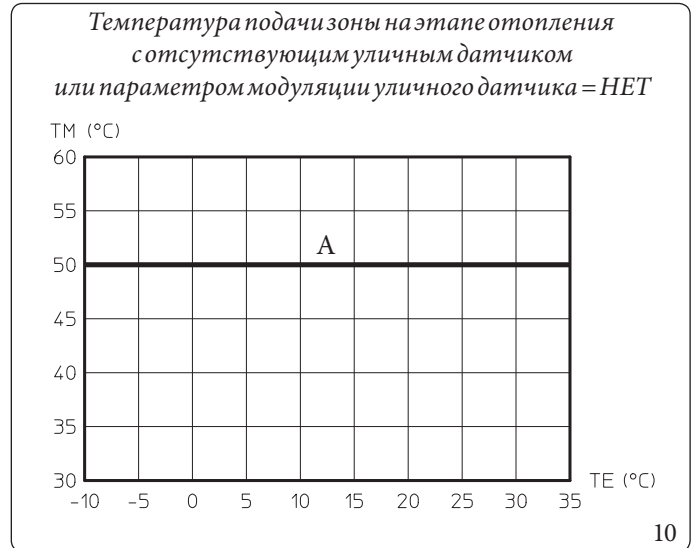 Температура подачи зоны на этапе отопления
с отсутствующим уличным датчиком
или параметром модуляции уличного датчика = НЕТ
TM (°C)
60
55
A
50
45
40
35
30
TE (°C)
-10 -5 0 5 10 15 20 25 30 35
10